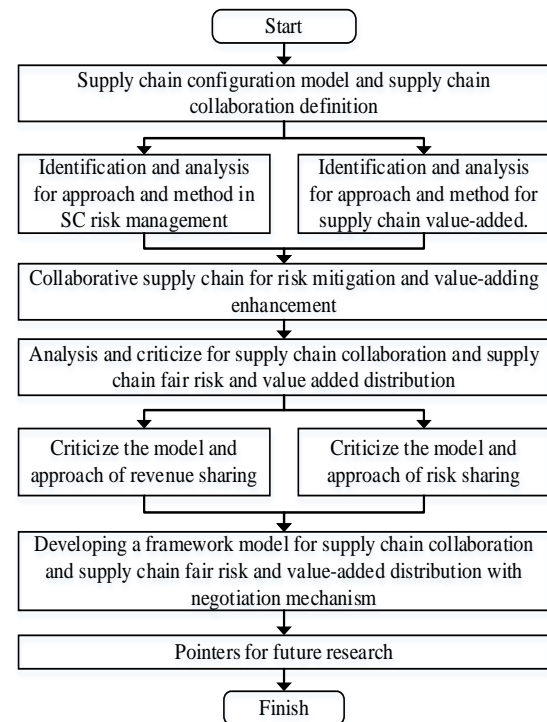 Start
Supply chain configuration model and supply chain
collaboration definition
Identification and analysis
for approach and method in
SC risk management
Identification and analysis
for approach and method for
supply chain value-added.
Collaborative supply chain for risk mitigation and value-adding
enhancement
Analysis and criticize for supply chain collaboration and supply
chain fair risk and value added distribution
Criticize the model and
approach of revenue sharing
Criticize the model and
approach of risk sharing
Developing a framework model for supply chain collaboration
and supply chain fair risk and value-added distribution with
negotiation mechanism
Pointers for future research
Finish